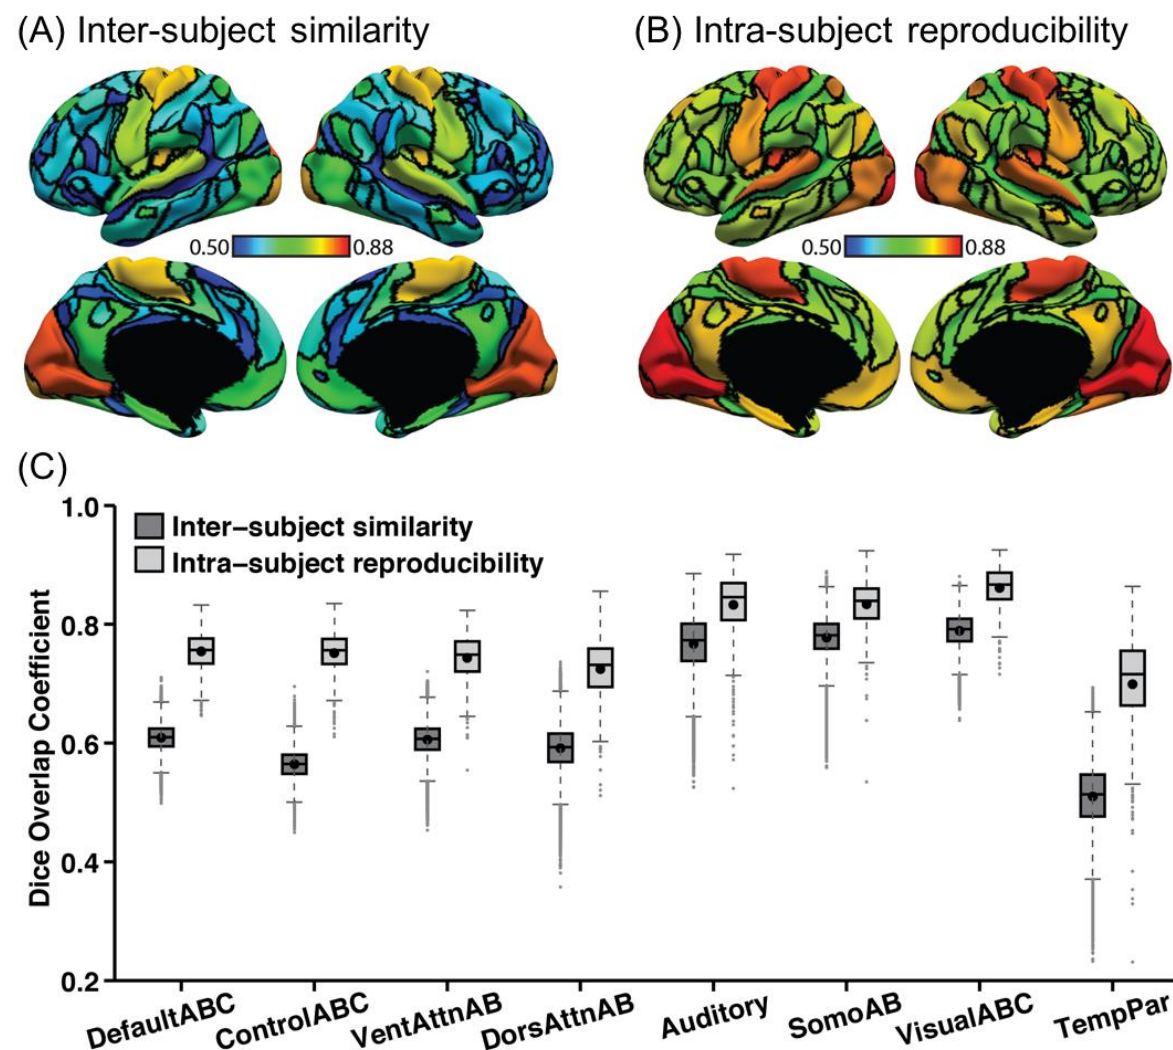 (A) Inter-subject similarity
(B) Intra-subject reproducibility
0.50 0.88
0.50 0.88
(C)
Dice Overlap Coefficient
1.0
0.8
0.6
0.4
0.2
Inter-subject similarity
Intra-subject reproducibility
DefaultABC
ControlABC
VentAttnAB
DorsAttnAB
Auditory
SomoAB
VisualABC
TempPar